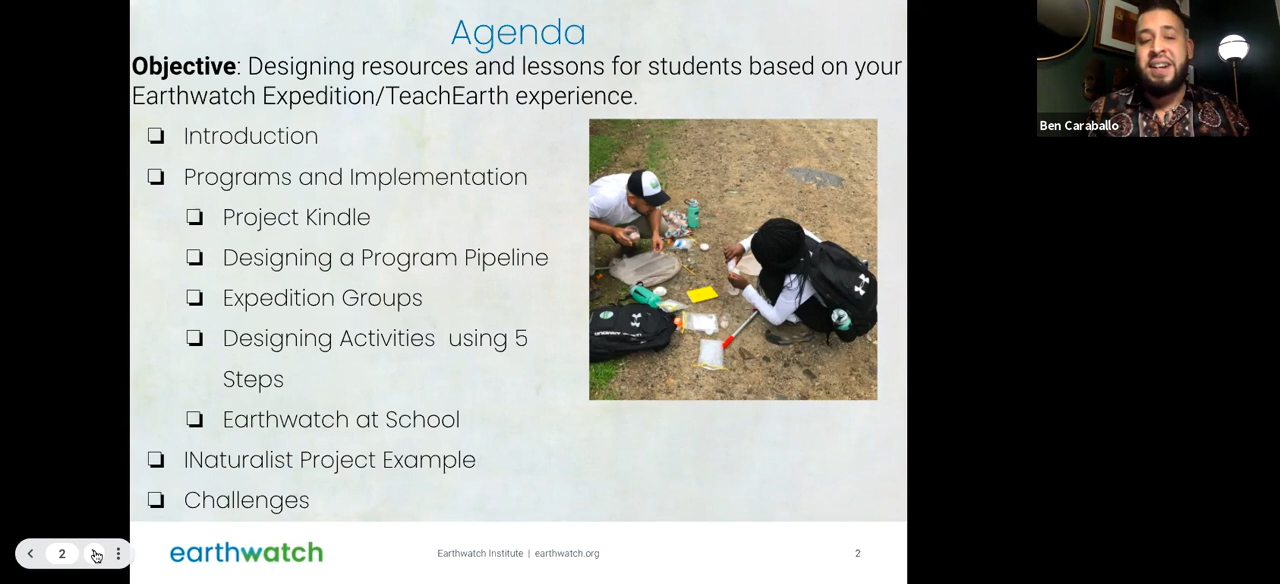 Agenda
Objective: Designing resources and lessons for students based on your
Earthwatch Expedition/TeachEarth experience.
Introduction
Programs and Implementation
Project Kindle
Designing a Program Pipeline
Expedition Groups
Designing Activities  using 5
Steps
Earthwatch at School
INaturalist Project Example
Challenges
Ben Caraballo
2
earthwatch
Earthwatch Institute | earthwatch.org
2